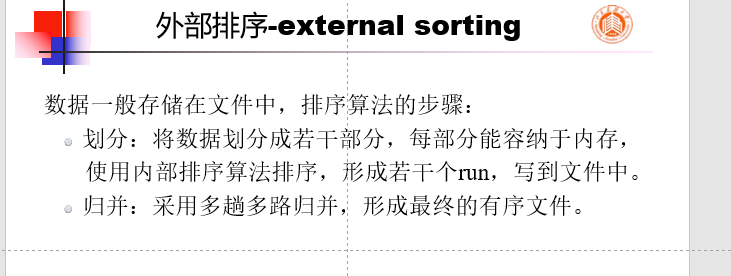 外部排序-external sorting
数据一般存储在文件中，排序算法的步骤：
划分：将数据划分成若干部分，每部分能容纳于内存，
使用内部排序算法排序，形成若干个run，写到文件中。
归并：采用多趟多路归并，形成最终的有序文件。